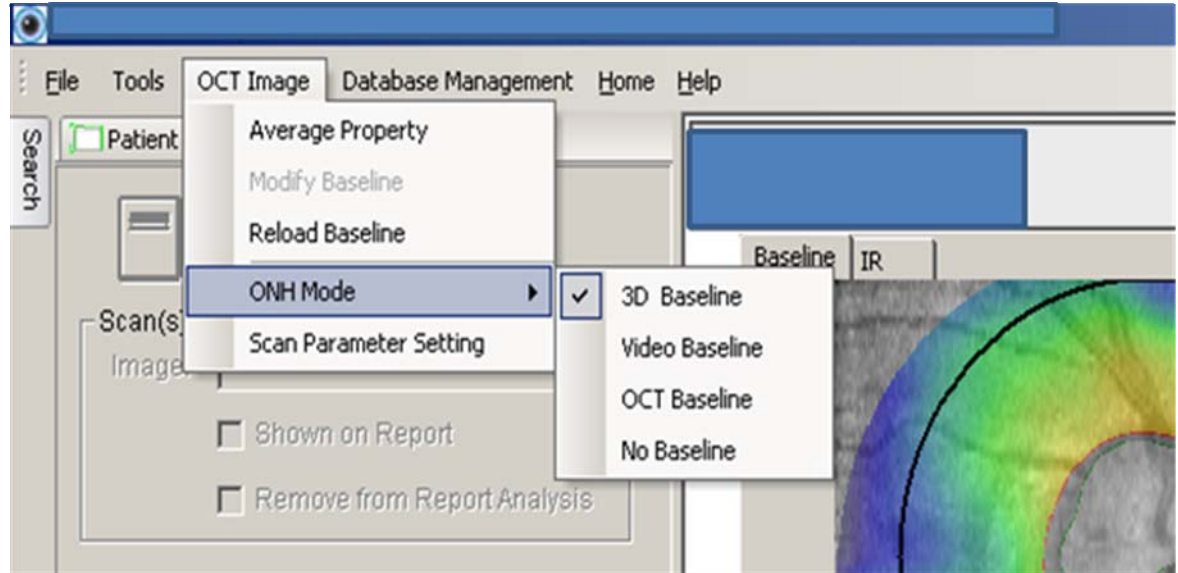 File Tools OCT Image Database Management Home Help
Search
Patient
Average Property
Modify Baseline
Reload Baseline
ONH Mode
Scan Parameter Setting
3D Baseline
Video Baseline
OCT Baseline
No Baseline
Scan(s)
Image:
Shown on Report
Remove from Report Analysis
Baseline IR